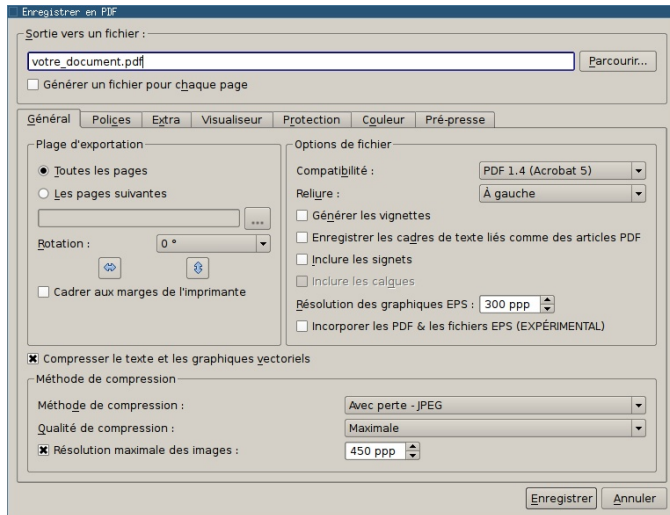 Enregistrer en PDF
Sortie vers un fichier :
votre_document.pdf
Parcourir...
Générer un fichier pour chaque page
Général Polices Extra Visualiseur Protection Couleur Pré-presse
Plage d'exportation
Toutes les pages
Les pages suivantes
...
Rotation : 0 °
Cadrer aux marges de l'imprimante
Options de fichier
Compatibilité : PDF 1.4 (Acrobat 5)
Reliure : À gauche
Générer les vignettes
Enregistrer les cadres de texte liés comme des articles PDF
Inclure les signets
Inclure les calques
Résolution des graphiques EPS : 300 ppp
Incorporer les PDF & les fichiers EPS (EXPÉRIMENTAL)
Compresser le texte et les graphiques vectoriels
Méthode de compression
Méthode de compression : Avec perte - JPEG
Qualité de compression : Maximale
Résolution maximale des images : 450 ppp
Enregistrer Annuler